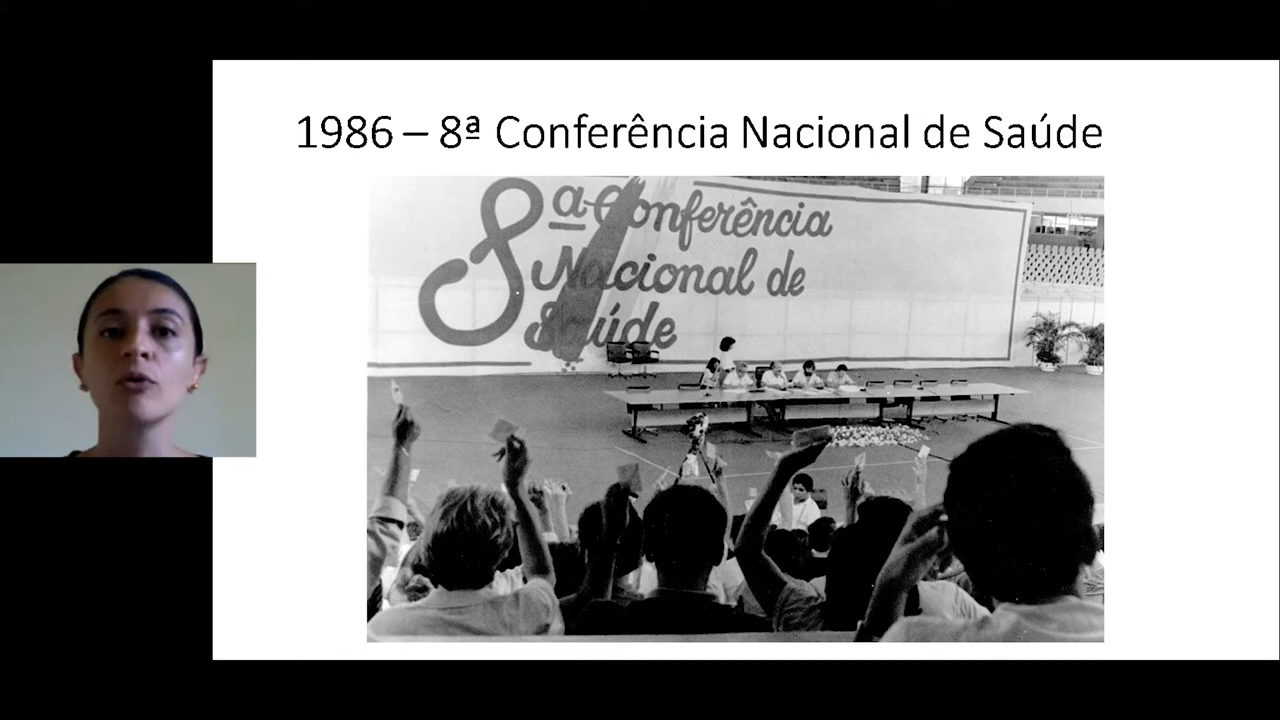 1986 – 8ª Conferência Nacional de Saúde
8ª Conferência
Nacional de
Saúde